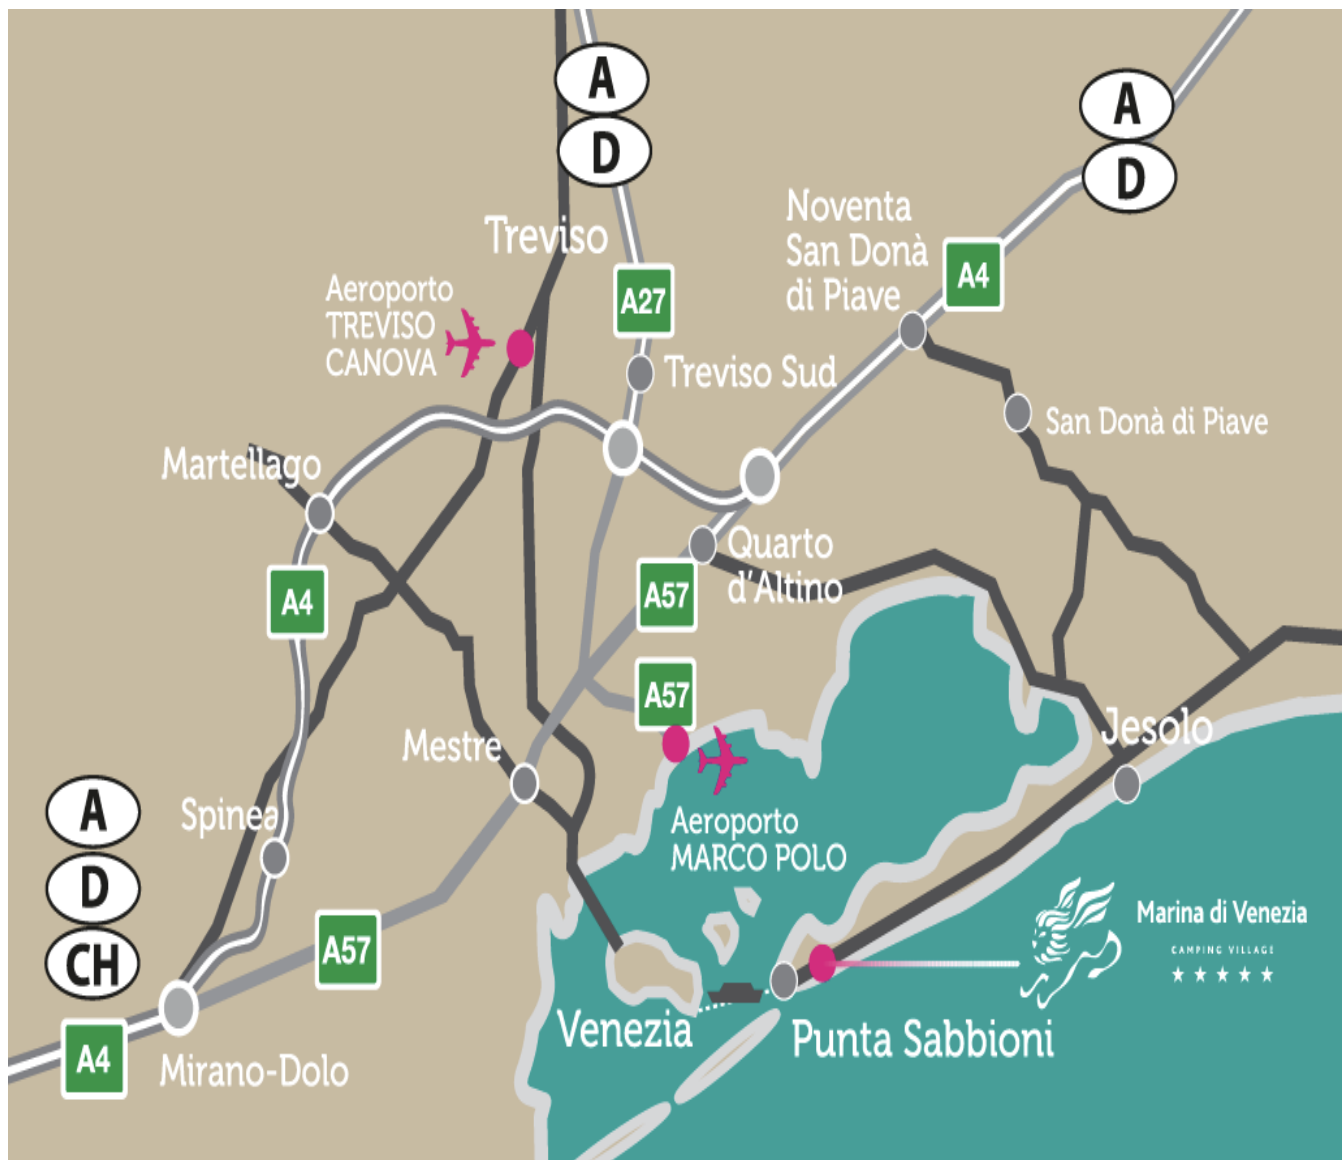 A
D
A
D
Treviso
Noventa
San Donà
di Piave
A4
Aeroporto
TREVISO
CANOVA
A27
Treviso Sud
San Donà di Piave
Martellago
Quarto
d'Altino
A4
A57
A57
Mestre
Jesolo
Spinea
A
D
CH
Aeroporto
MARCO POLO
Marina di Venezia
CAMPING VILLAGE
A57
Venezia
Punta Sabbioni
A4
Mirano-Dolo